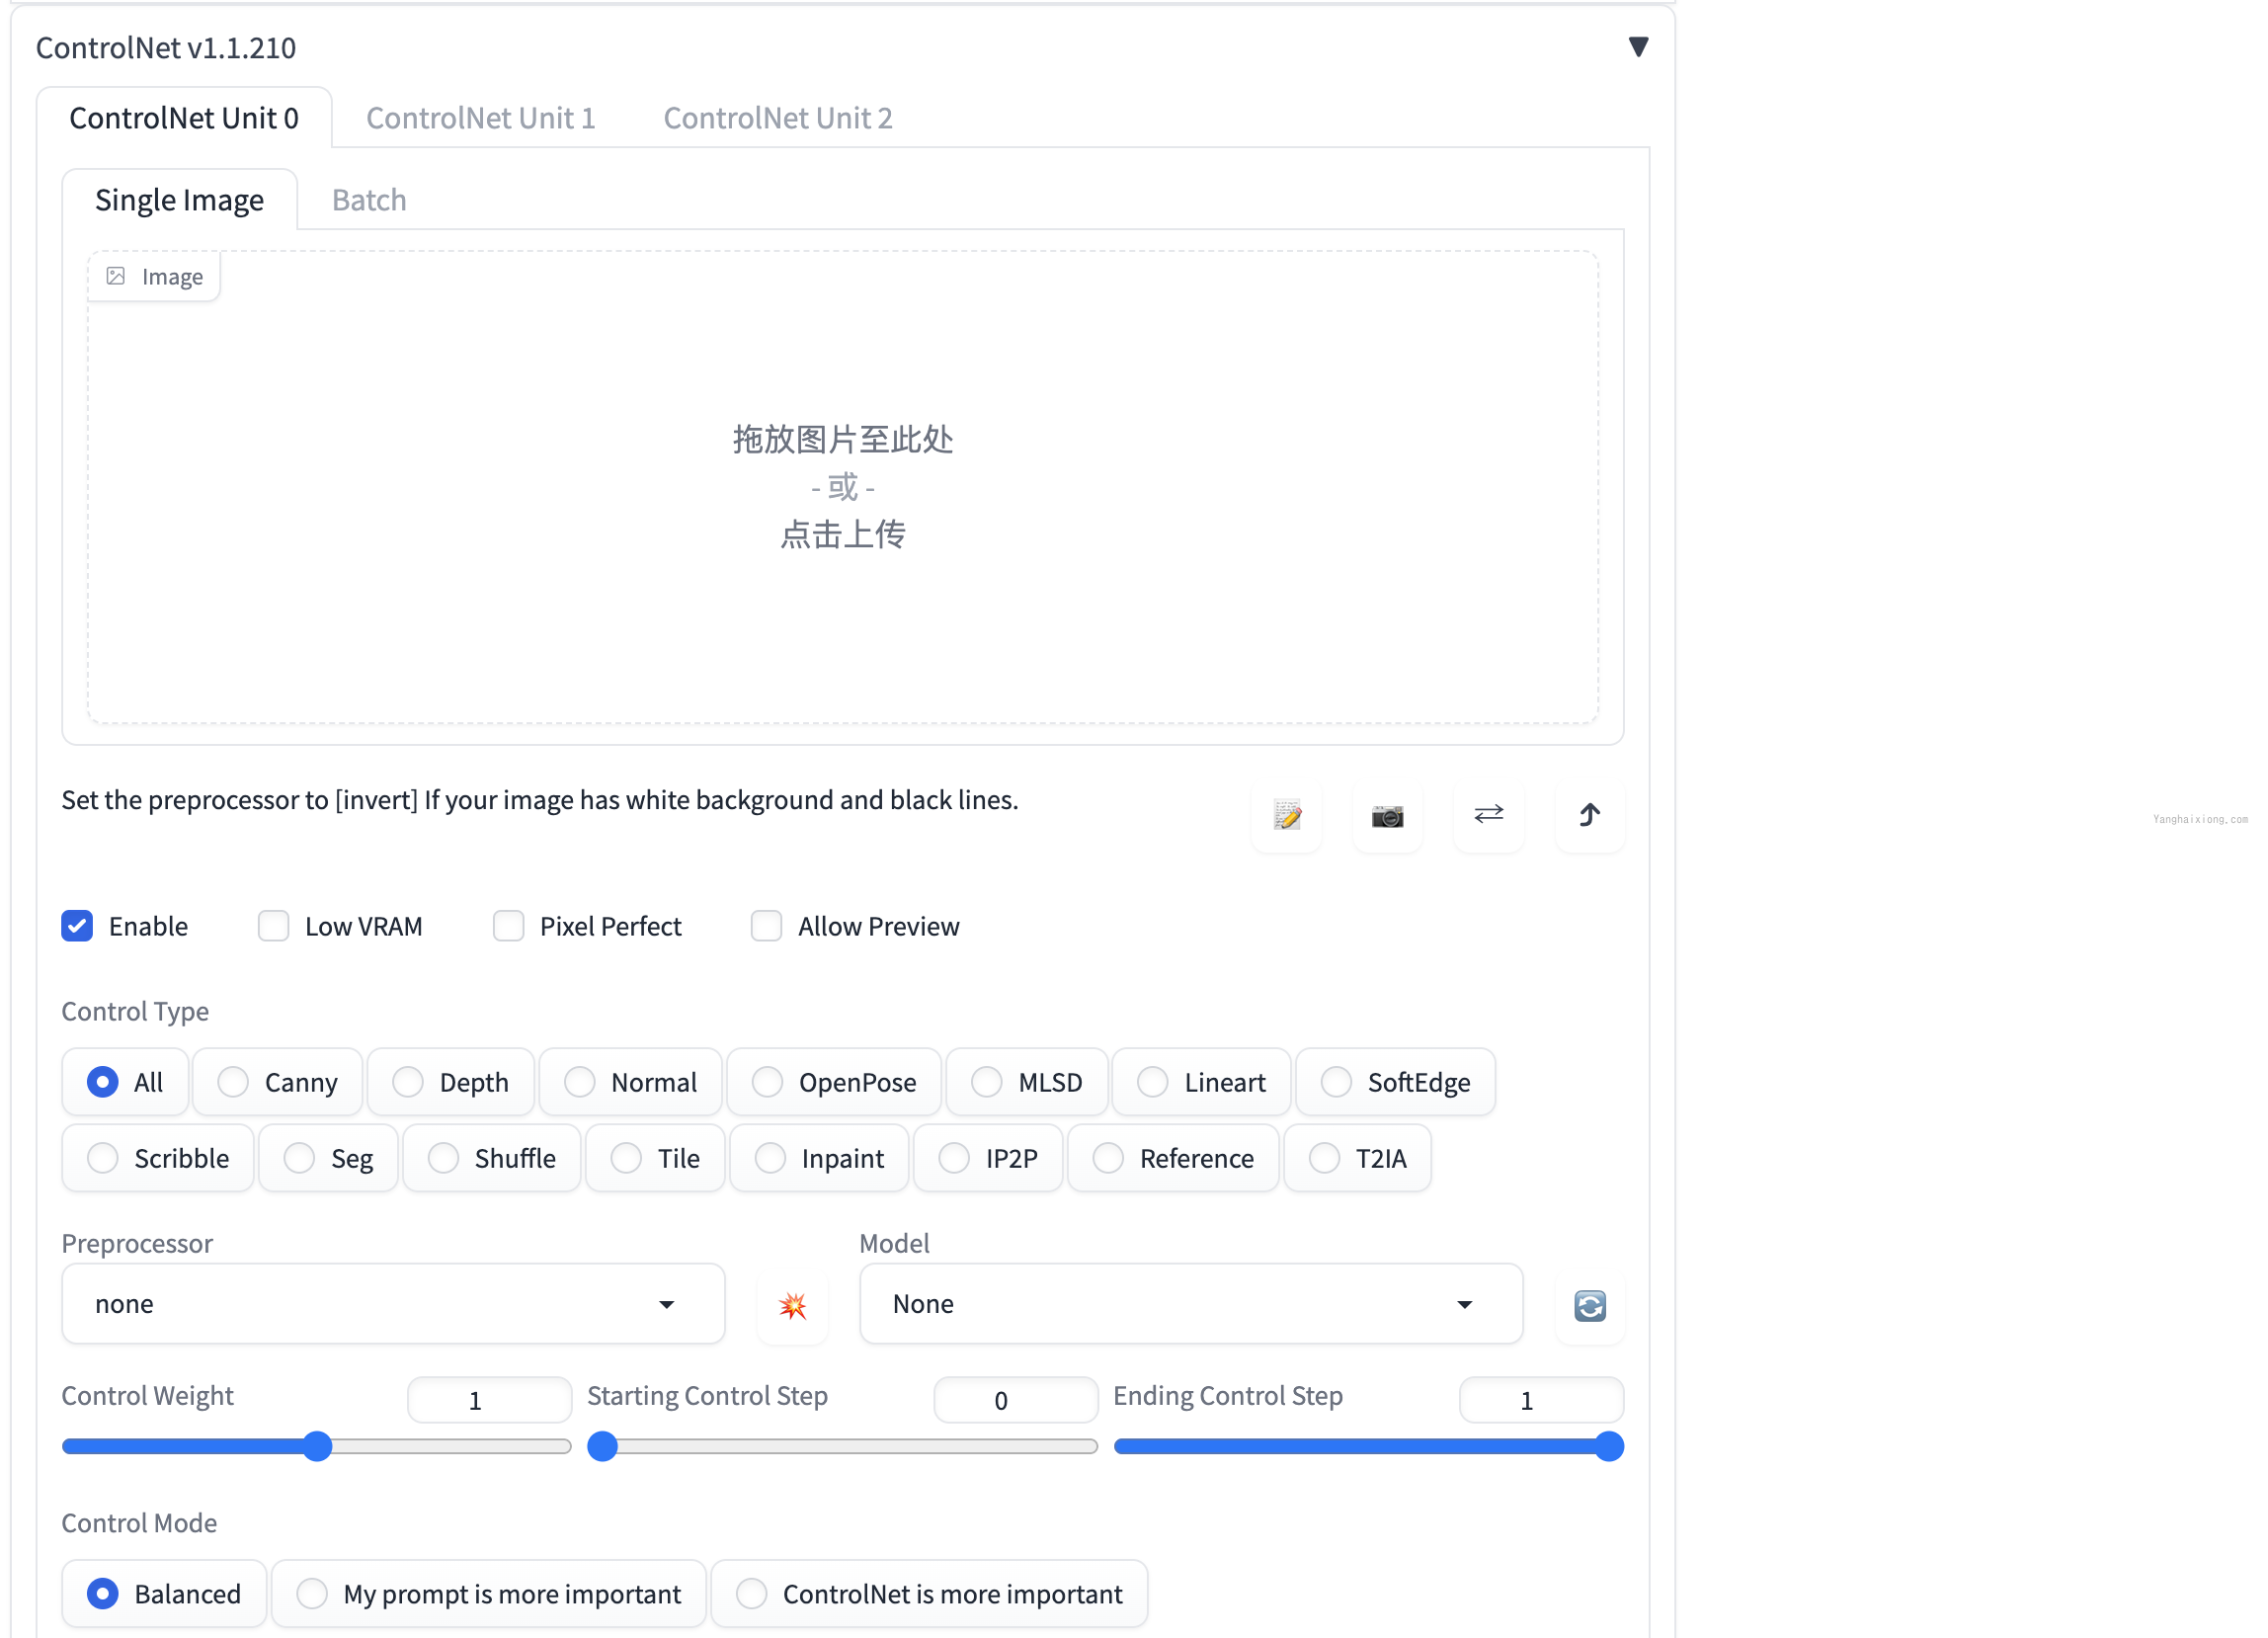 ControlNet v1.1.210
ControlNet Unit 0 ControlNet Unit 1 ControlNet Unit 2
Single Image Batch
Image
拖放图片至此处
- 或 -
点击上传
Set the preprocessor to [invert] If your image has white background and black lines.
Yanghaixiong.com
Enable Low VRAM Pixel Perfect Allow Preview
Control Type
All Canny Depth Normal OpenPose MLSD Lineart SoftEdge
Scribble Seg Shuffle Tile Inpaint IP2P Reference T2IA
Preprocessor Model
none None
Control Weight 1 Starting Control Step 0 Ending Control Step 1
Control Mode
Balanced My prompt is more important ControlNet is more important